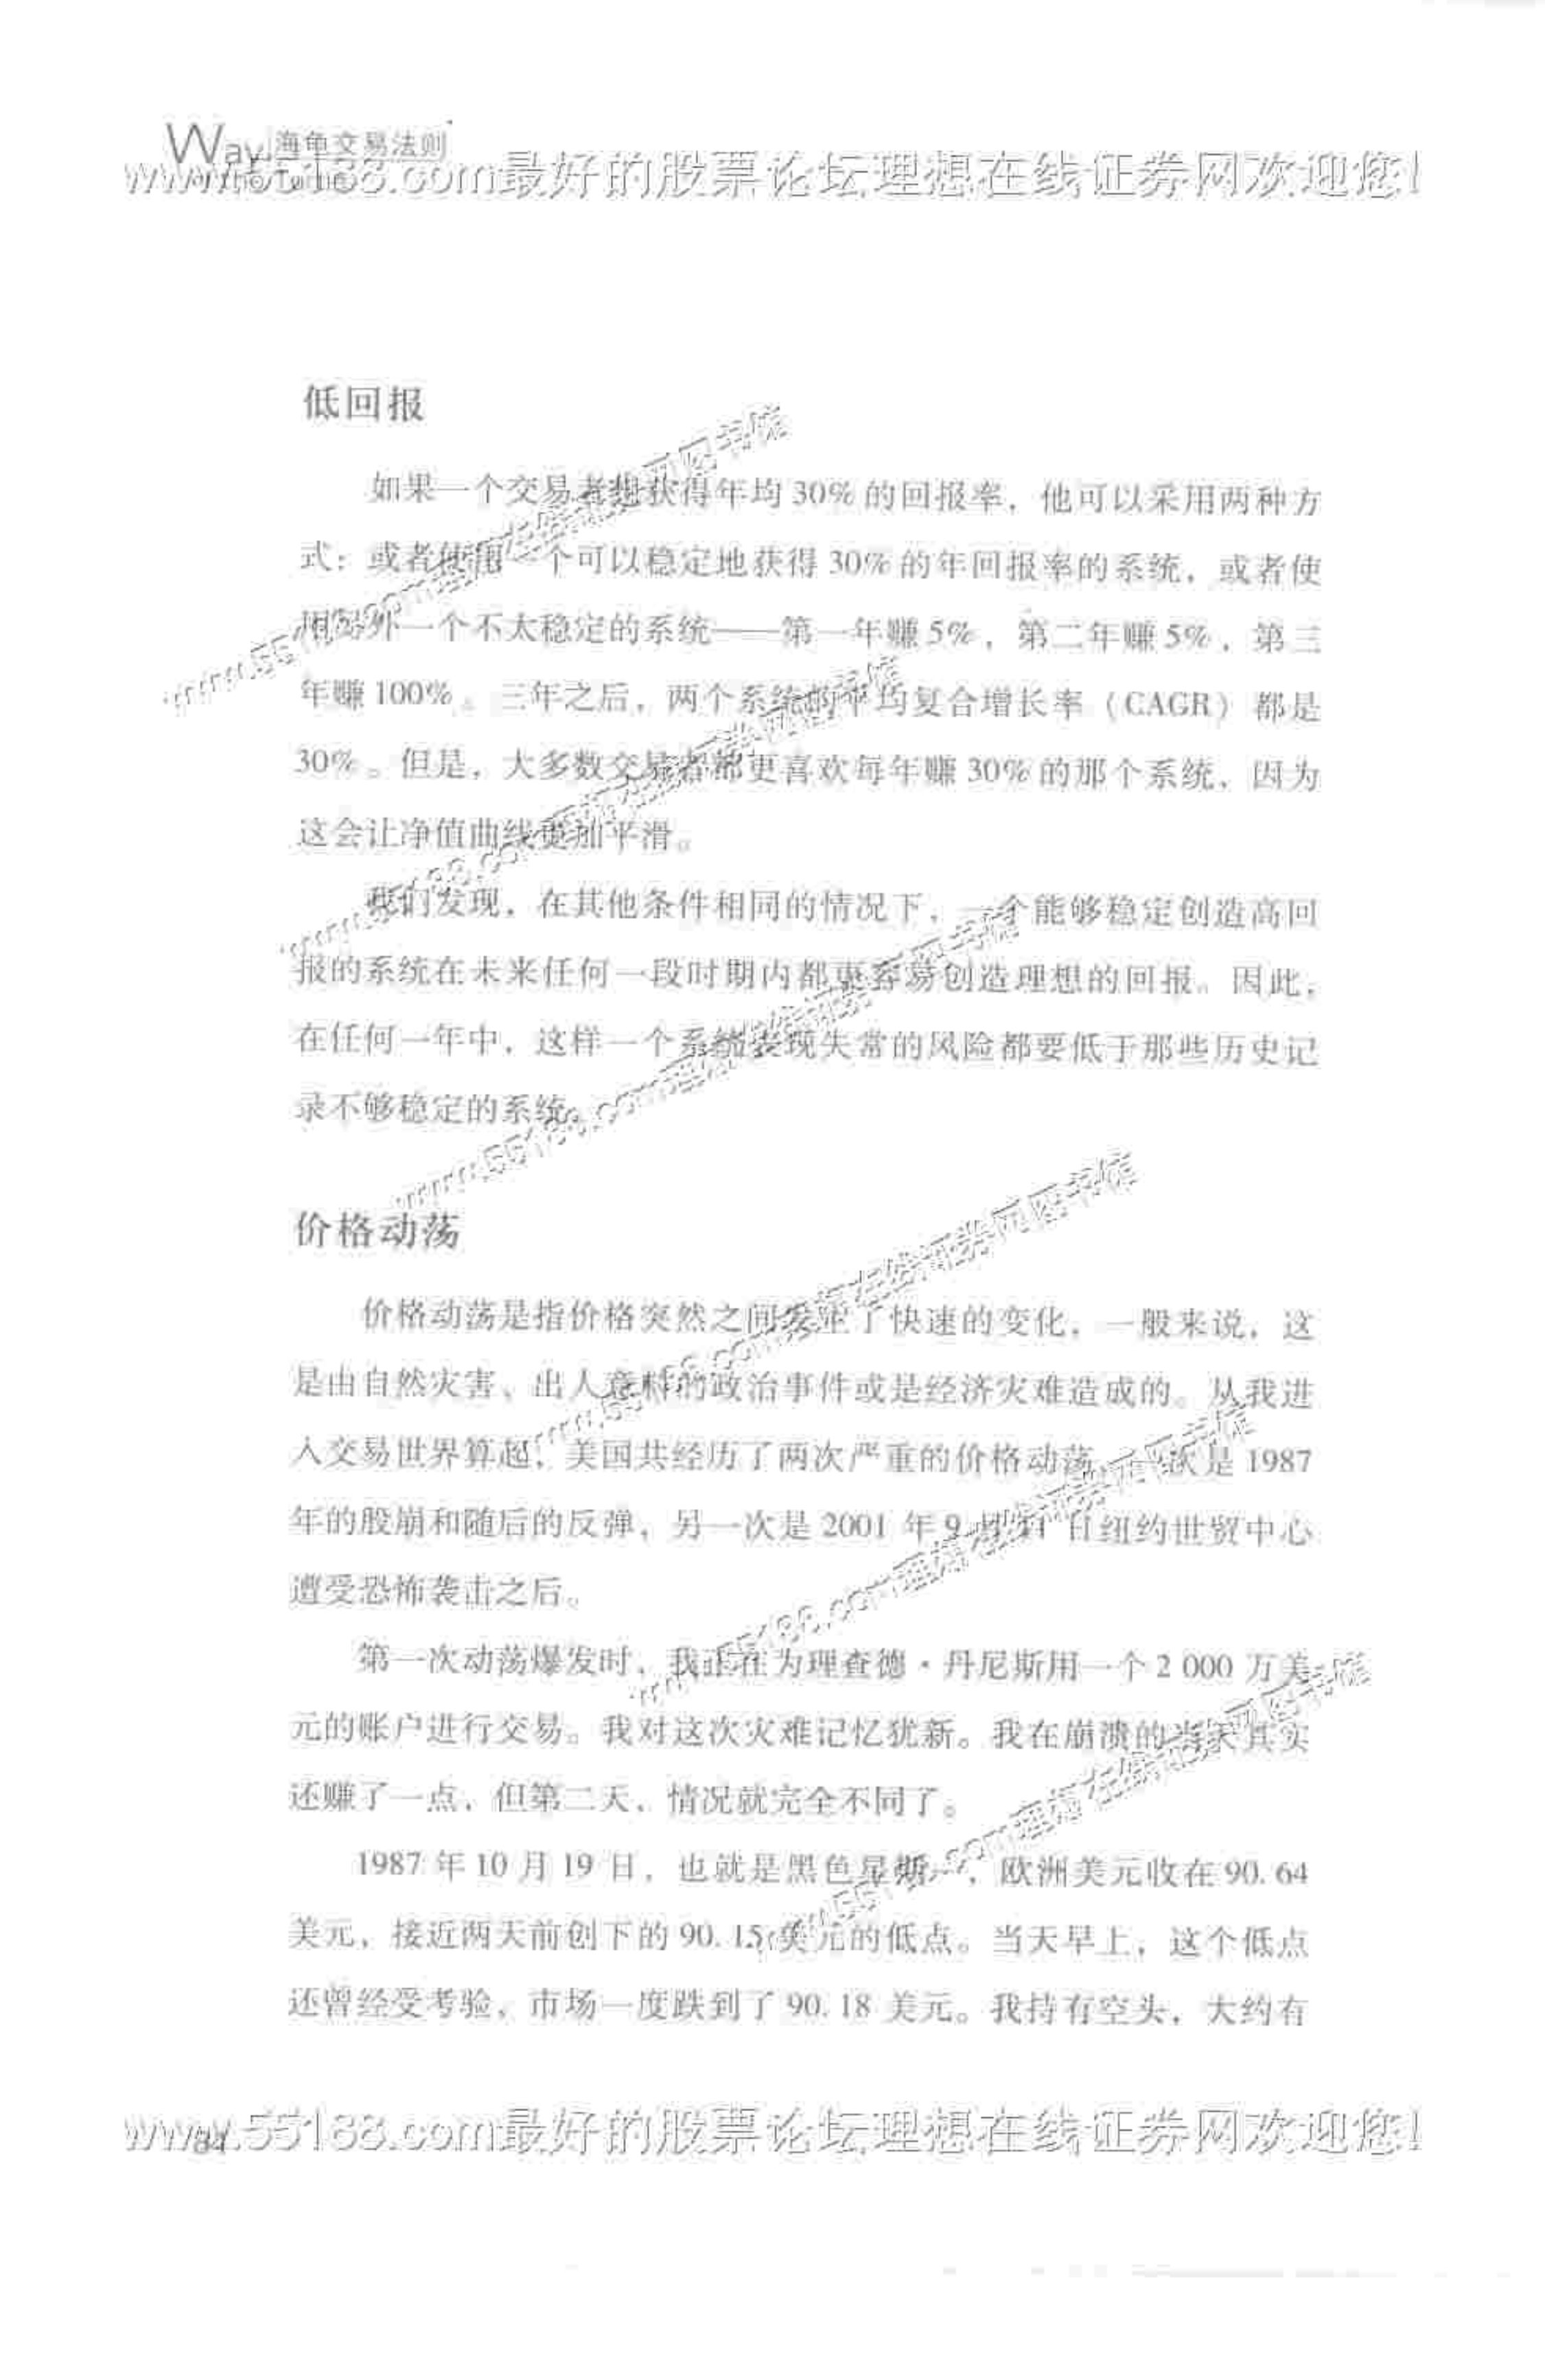 Way 海龟交易法则
www.55188.com最好的股票论坛理想在线证券网欢迎您!
低回报
如果一个交易者想获得年均30%的回报率，他可以采用两种方
式：或者使用一个可以稳定地获得30%的年回报率的系统，或者使
用另外一个不太稳定的系统——第一年赚5%，第二年赚5%，第三
年赚100%。三年之后，两个系统的平均复合增长率（CAGR）都是
30%。但是，大多数交易者都更喜欢每年赚30%的那个系统，因为
这会让净值曲线更加平滑。
我们发现，在其他条件相同的情况下，一个能够稳定创造高回
报的系统在未来任何一段时期内都更容易创造理想的回报。因此，
在任何一年中，这样一个系统表现失常的风险都要低于那些历史记
录不够稳定的系统。
价格动荡
价格动荡是指价格突然之间发生了快速的变化，一般来说，这
是由自然灾害、出人意料的政治事件或是经济灾难造成的。从我进
入交易世界算起，美国共经历了两次严重的价格动荡，一次是1987
年的股崩和随后的反弹，另一次是2001年9月11日纽约世贸中心
遭受恐怖袭击之后。
第一次动荡爆发时，我正在为理查德·丹尼斯用一个2 000万美
元的账户进行交易。我对这次灾难记忆犹新。我在崩溃的当天其实
还赚了一点，但第二天，情况就完全不同了。
1987年10月19日，也就是黑色星期一，欧洲美元收在90.64
美元，接近两天前创下的90.15美元的低点。当天早上，这个低点
还曾经受考验，市场一度跌到了90.18美元。我持有空头，大约有
www.55188.com最好的股票论坛理想在线证券网欢迎您!
84